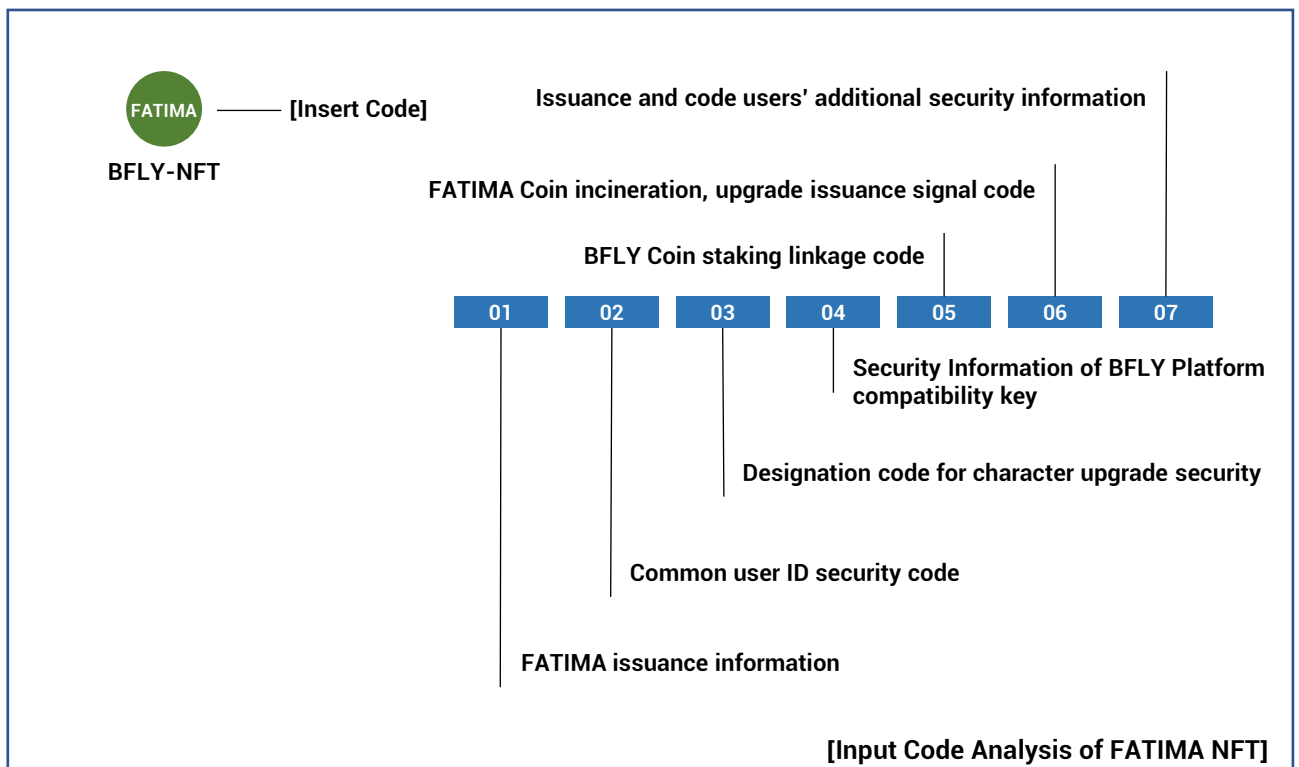 FATIMA
[Insert Code]
BFLY-NFT
Issuance and code users' additional security information
FATIMA Coin incineration, upgrade issuance signal code
BFLY Coin staking linkage code
01 02 03 04 05 06 07
Security Information of BFLY Platform
compatibility key
Designation code for character upgrade security
Common user ID security code
FATIMA issuance information
[Input Code Analysis of FATIMA NFT]